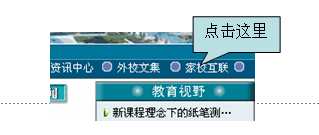 点击这里
资讯中心 外校文集 家校互联
教育视野
新课程理念下的纸笔测…